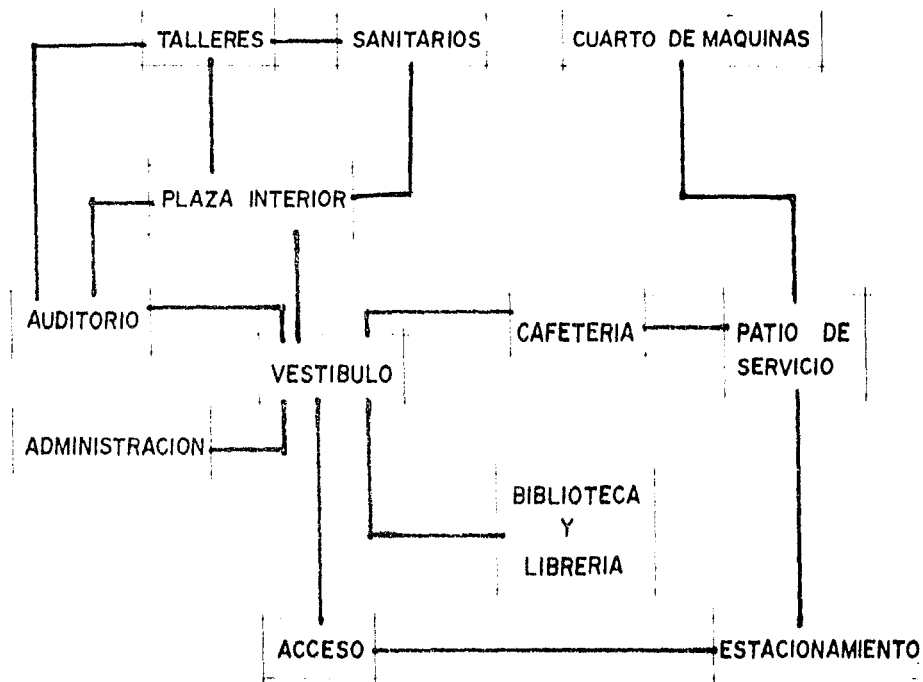 TALLERES
SANITARIOS
CUARTO DE MAQUINAS
PLAZA INTERIOR
AUDITORIO
CAFETERIA
PATIO DE
SERVICIO
VESTIBULO
ADMINISTRACION
BIBLIOTECA
Y
LIBRERIA
ACCESO
ESTACIONAMIENTO